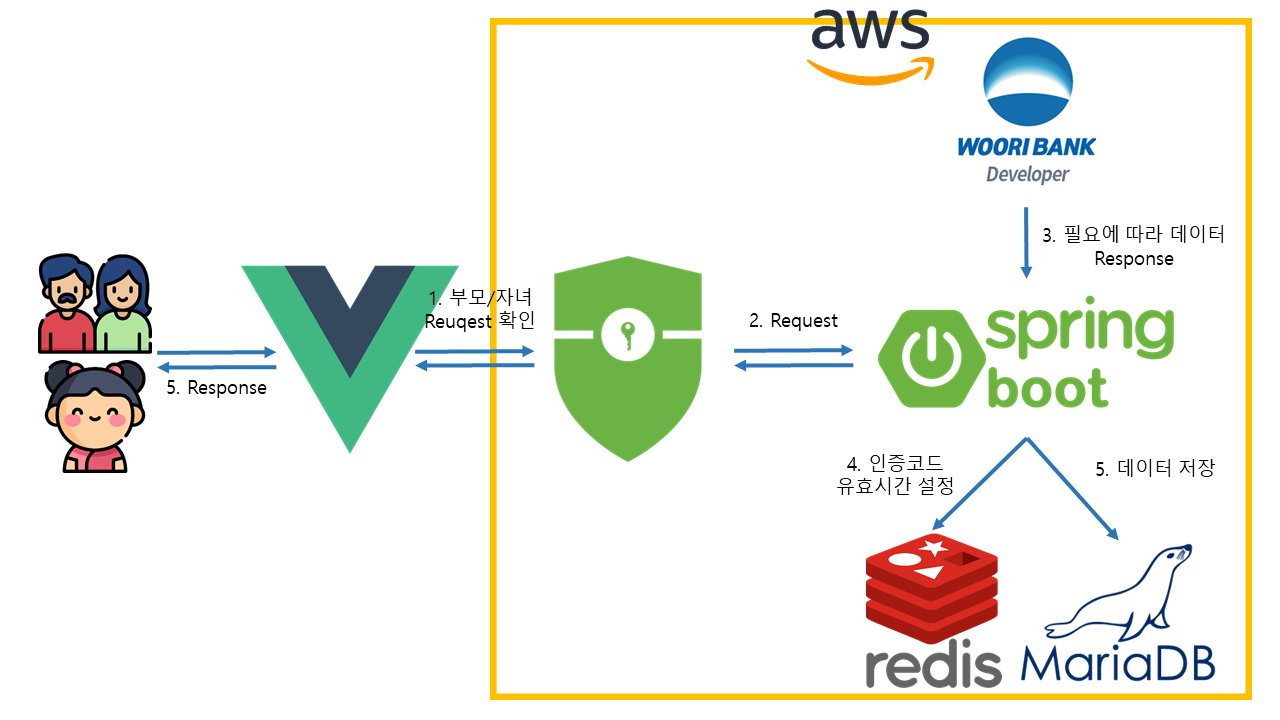 aws
WOORI BANK
Developer
3. 필요에 따라 데이터
Response
1. 부모/자녀
Reuqest 확인
2. Request
spring
boot
5. Response
4. 인증코드
유효시간 설정
5. 데이터 저장
redis
MariaDB